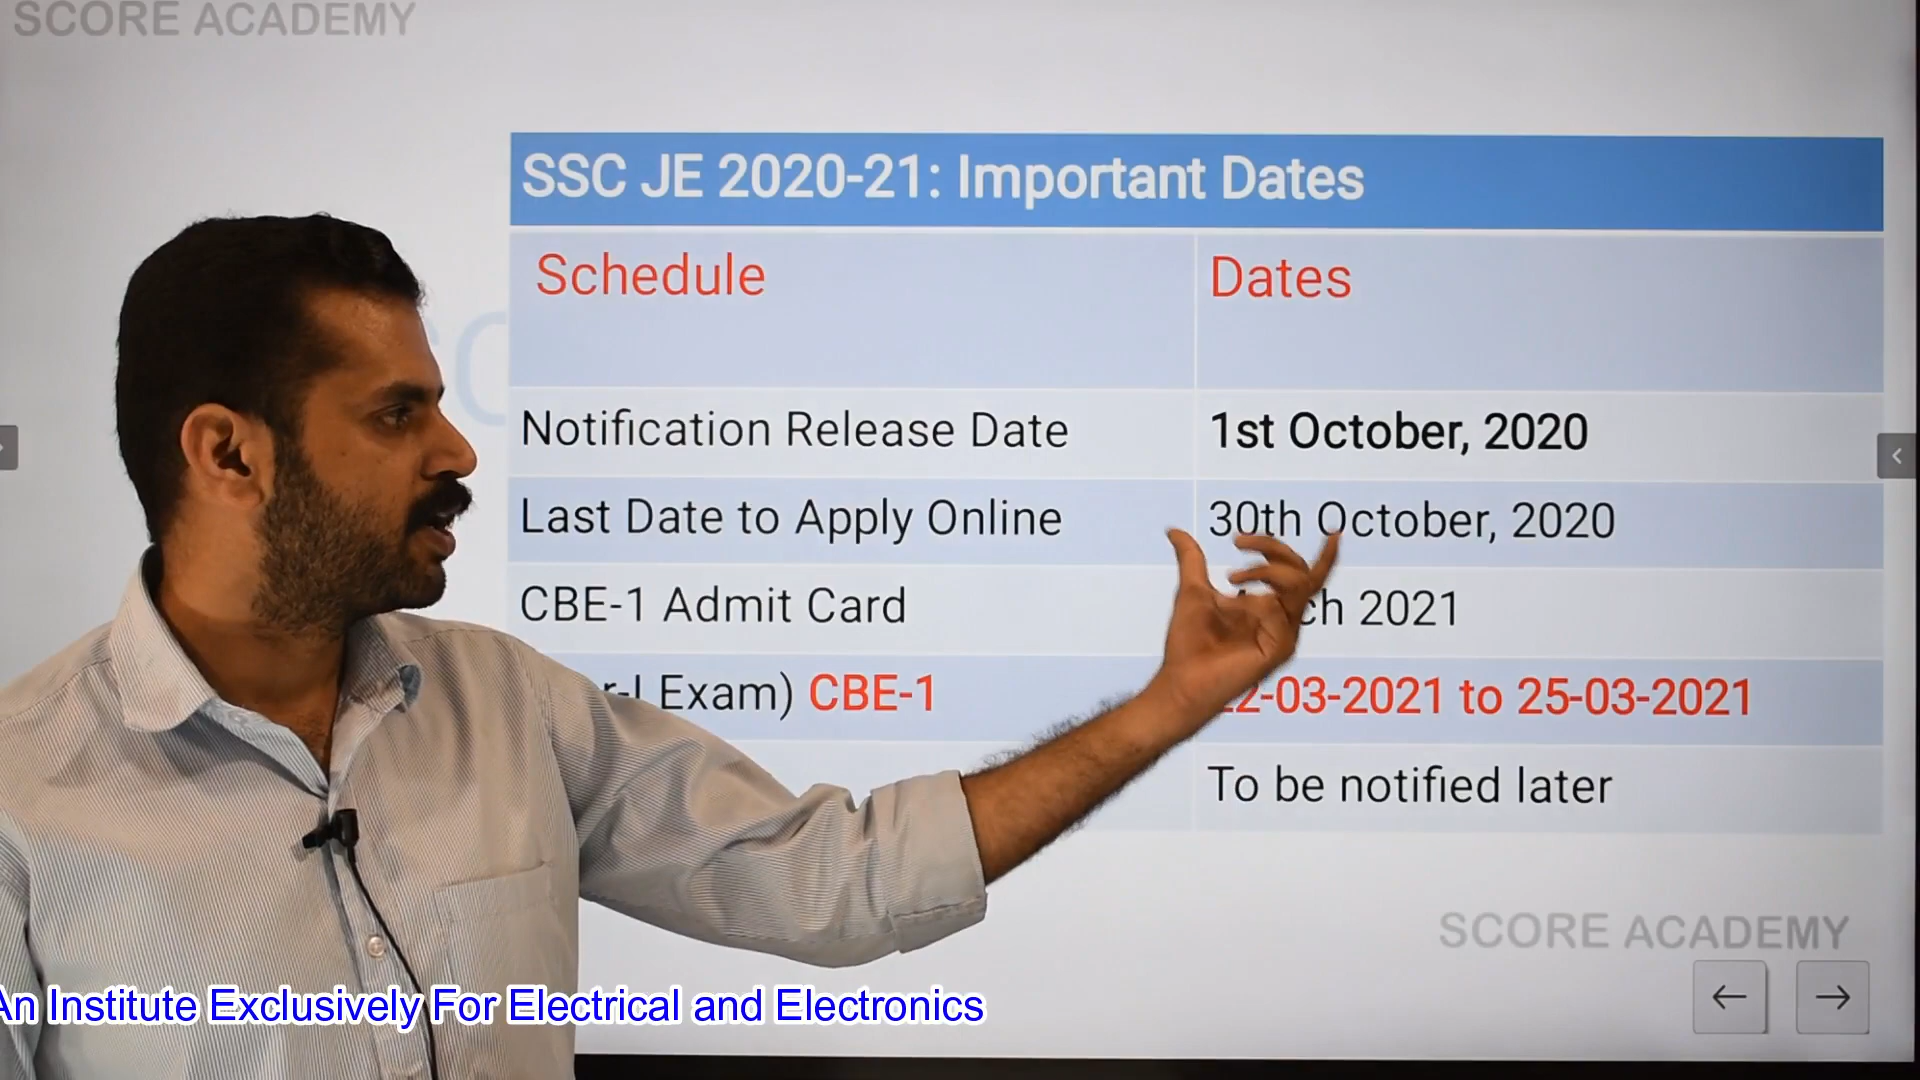 SCORE ACADEMY
SSC JE 2020-21: Important Dates
Schedule Dates
Notification Release Date 1st October, 2020
Last Date to Apply Online 30th October, 2020
CBE-1 Admit Card 2021
Exam) CBE-1 -03-2021 to 25-03-2021
To be notified later
SCORE ACADEMY
An Institute Exclusively For Electrical and Electronics